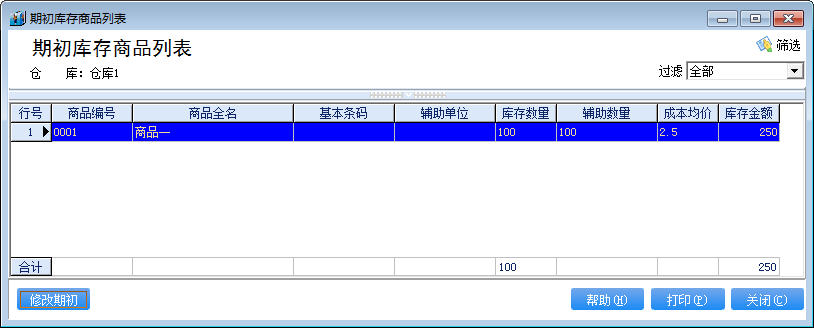 期初库存商品列表
期初库存商品列表
筛选
仓 库：仓库1
过滤 全部
行号 商品编号 商品全名 基本条码 辅助单位 库存数量 辅助数量 成本均价 库存金额
1 0001 商品一 100 100 2.5 250
合计 100 250
修改期初 帮助(H) 打印(P) 关闭(C)